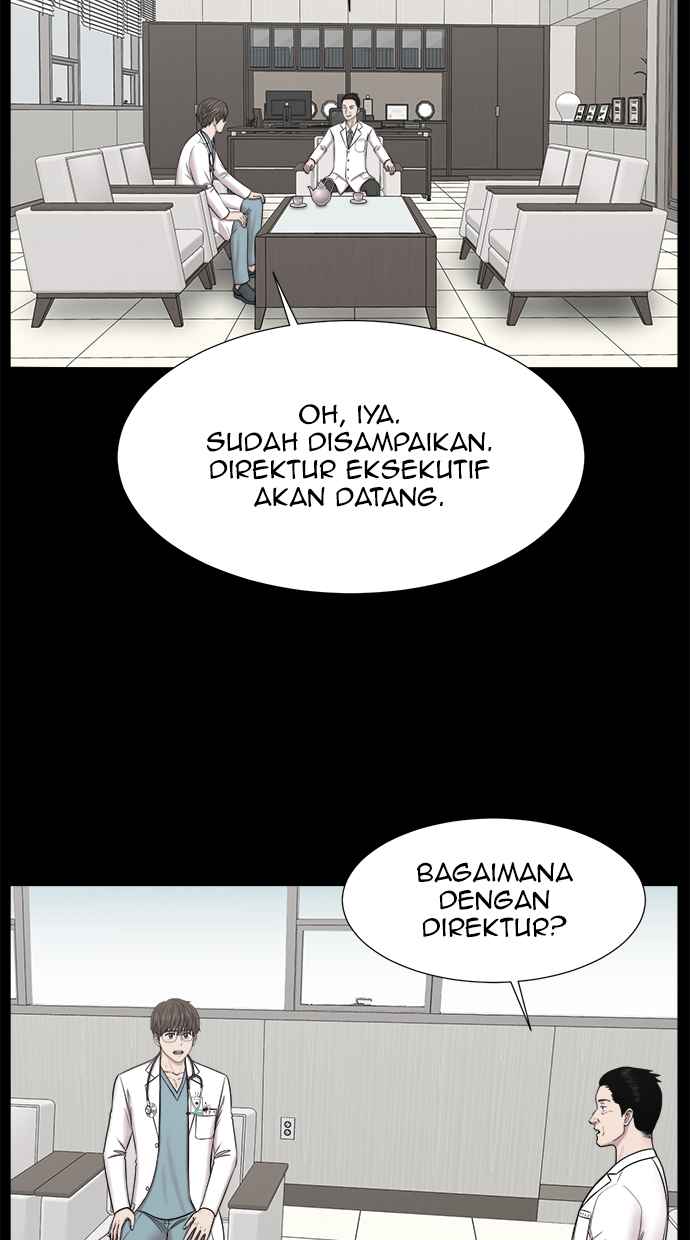 OH, IYA.
SUDAH DISAMPAIKAN.
DIREKTUR EKSEKUTIF
AKAN DATANG.
BAGAIMANA
DENGAN
DIREKTUR?